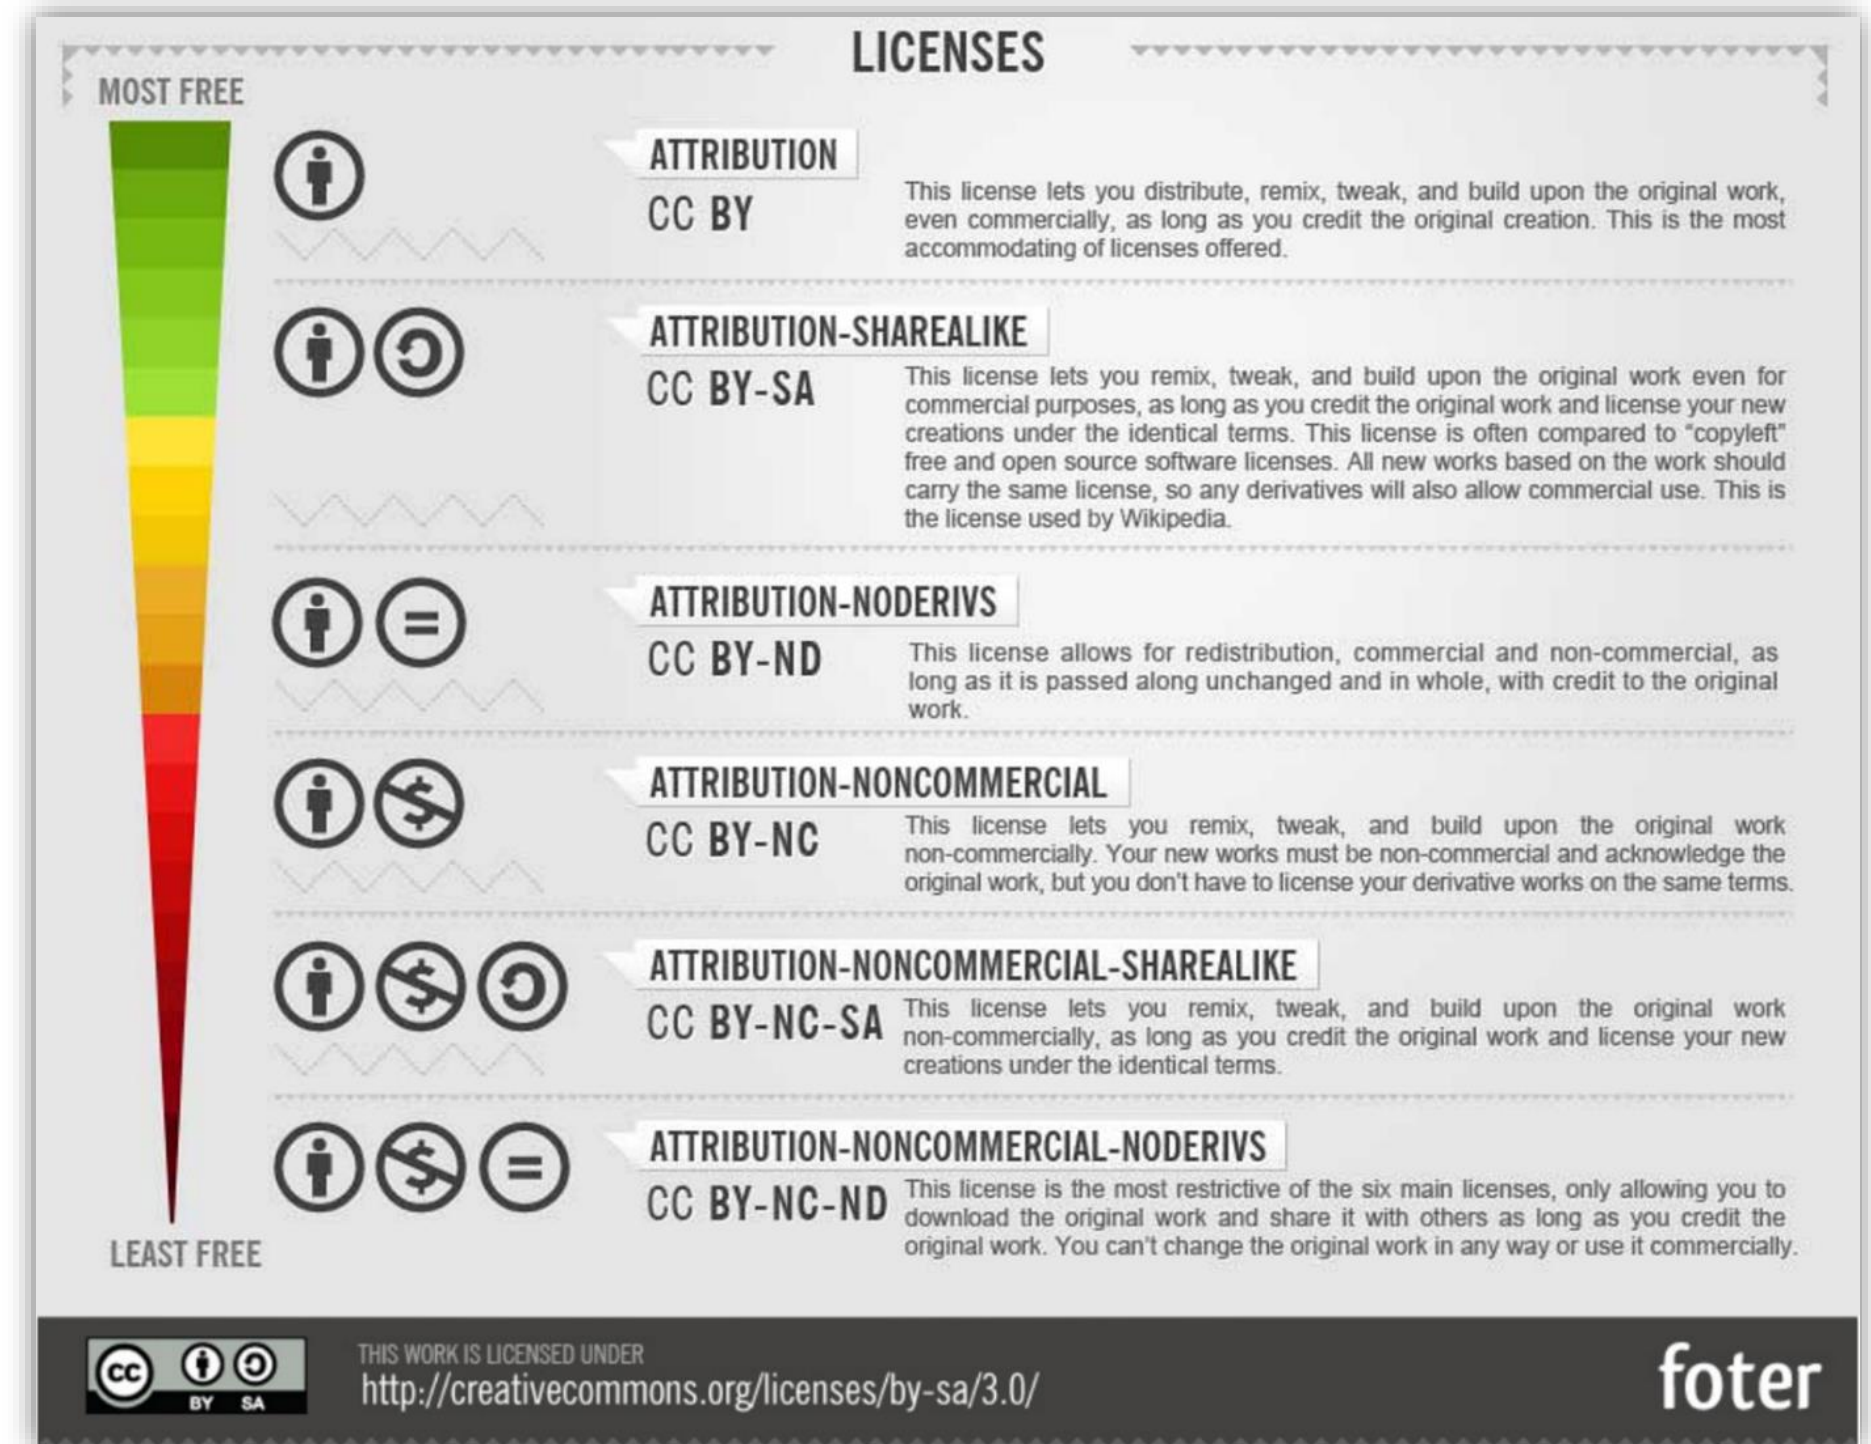 LICENSES
MOST FREE
ATTRIBUTION
CC BY
This license lets you distribute, remix, tweak, and build upon the original work,
even commercially, as long as you credit the original creation. This is the most
accommodating of licenses offered.
ATTRIBUTION-SHAREALIKE
CC BY-SA
This license lets you remix, tweak, and build upon the original work even for
commercial purposes, as long as you credit the original work and license your new
creations under the identical terms. This license is often compared to “copyleft”
free and open source software licenses. All new works based on the work should
carry the same license, so any derivatives will also allow commercial use. This is
the license used by Wikipedia.
ATTRIBUTION-NODERIVS
CC BY-ND
This license allows for redistribution, commercial and non-commercial, as
long as it is passed along unchanged and in whole, with credit to the original
work.
ATTRIBUTION-NONCOMMERCIAL
CC BY-NC
This license lets you remix, tweak, and build upon the original work
non-commercially. Your new works must be non-commercial and acknowledge the
original work, but you don't have to license your derivative works on the same terms.
ATTRIBUTION-NONCOMMERCIAL-SHAREALIKE
CC BY-NC-SA
This license lets you remix, tweak, and build upon the original work
non-commercially, as long as you credit the original work and license your new
creations under the identical terms.
ATTRIBUTION-NONCOMMERCIAL-NODERIVS
CC BY-NC-ND
This license is the most restrictive of the six main licenses, only allowing you to
download the original work and share it with others as long as you credit the
original work. You can't change the original work in any way or use it commercially.
LEAST FREE
cc
BY SA
THIS WORK IS LICENSED UNDER
http://creativecommons.org/licenses/by-sa/3.0/
foter